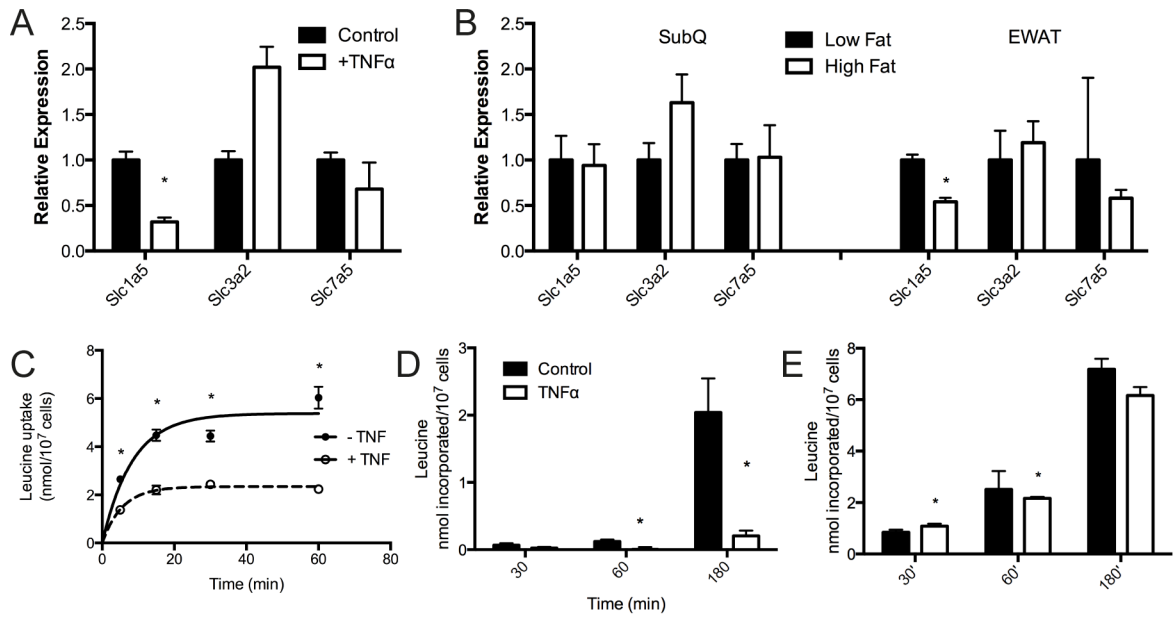 A
2.5
2.0
1.5
1.0
0.5
0.0
Relative Expression
Control
+TNFα
*
Slc1a5
Slc3a2
Slc7a5
B
2.5
2.0
1.5
1.0
0.5
0.0
Relative Expression
SubQ
Low Fat
High Fat
EWAT
*
Slc1a5
Slc3a2
Slc7a5
Slc1a5
Slc3a2
Slc7a5
C
8
6
4
2
0
Leucine uptake
(nmol/10⁷ cells)
* * * *
- TNF
+ TNF
0 20 40 60 80
Time (min)
D
3
2
1
0
Leucine
nmol incorporated/10⁷ cells
Control
TNFα
* *
30
60
180
Time (min)
E
8
6
4
2
0
Leucine
nmol incorporated/10⁷ cells
* *
30'
60'
180'